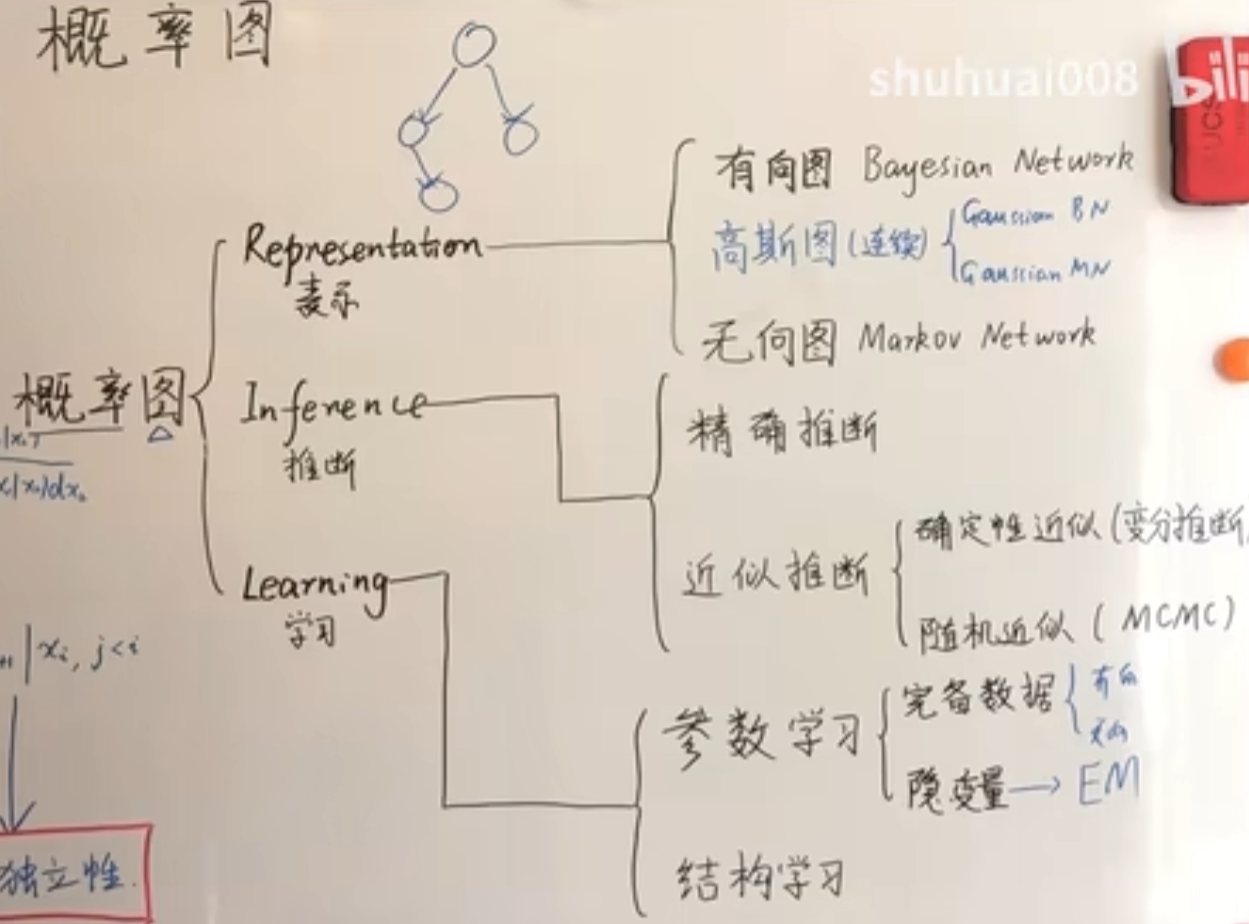 概率图
shuhuai008
bili
UCS
有向图 Bayesian Network
高斯图(连续)
Gaussian BN
Gaussian MN
无向图 Markov Network
Representation
表示
概率图
Inference
推断
精确推断
近似推断
确定性近似(变分推断)
随机近似(MCMC)
Learning
学习
参数学习
完备数据
有向
无向
隐变量→EM
结构学习
xi, j<i
独立性.